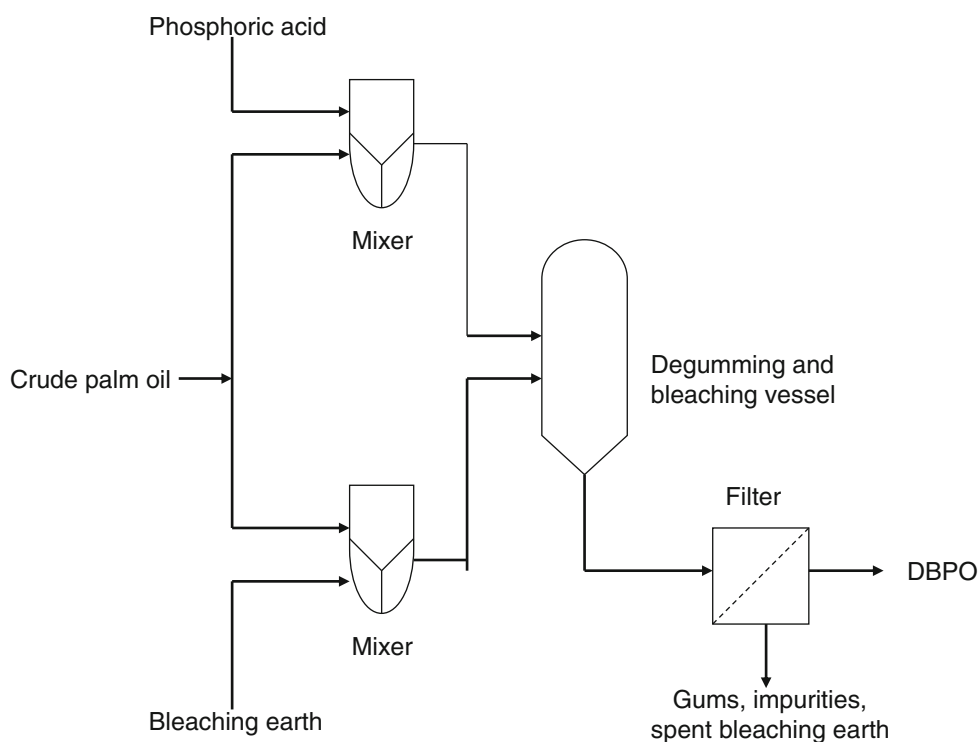 Phosphoric acid
Mixer
Crude palm oil
Degumming and
bleaching vessel
Filter
DBPO
Mixer
Gums, impurities,
spent bleaching earth
Bleaching earth